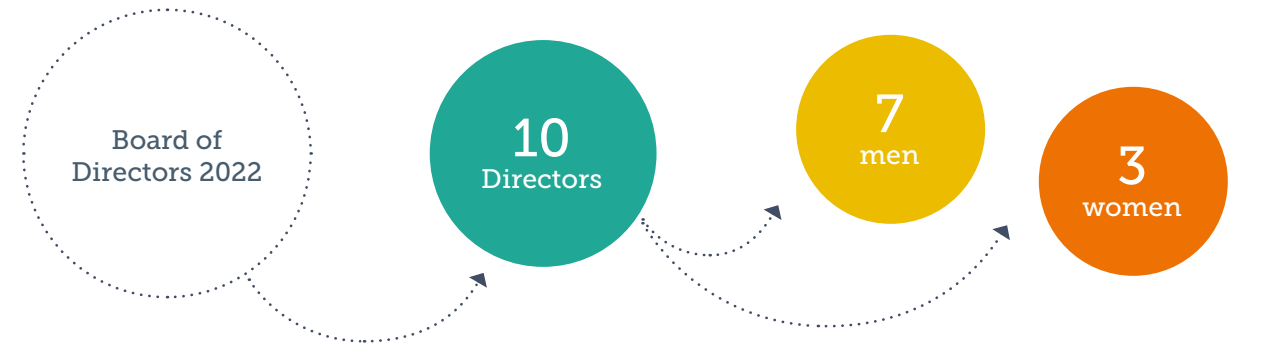 Board of
Directors 2022
10
Directors
7
men
3
women